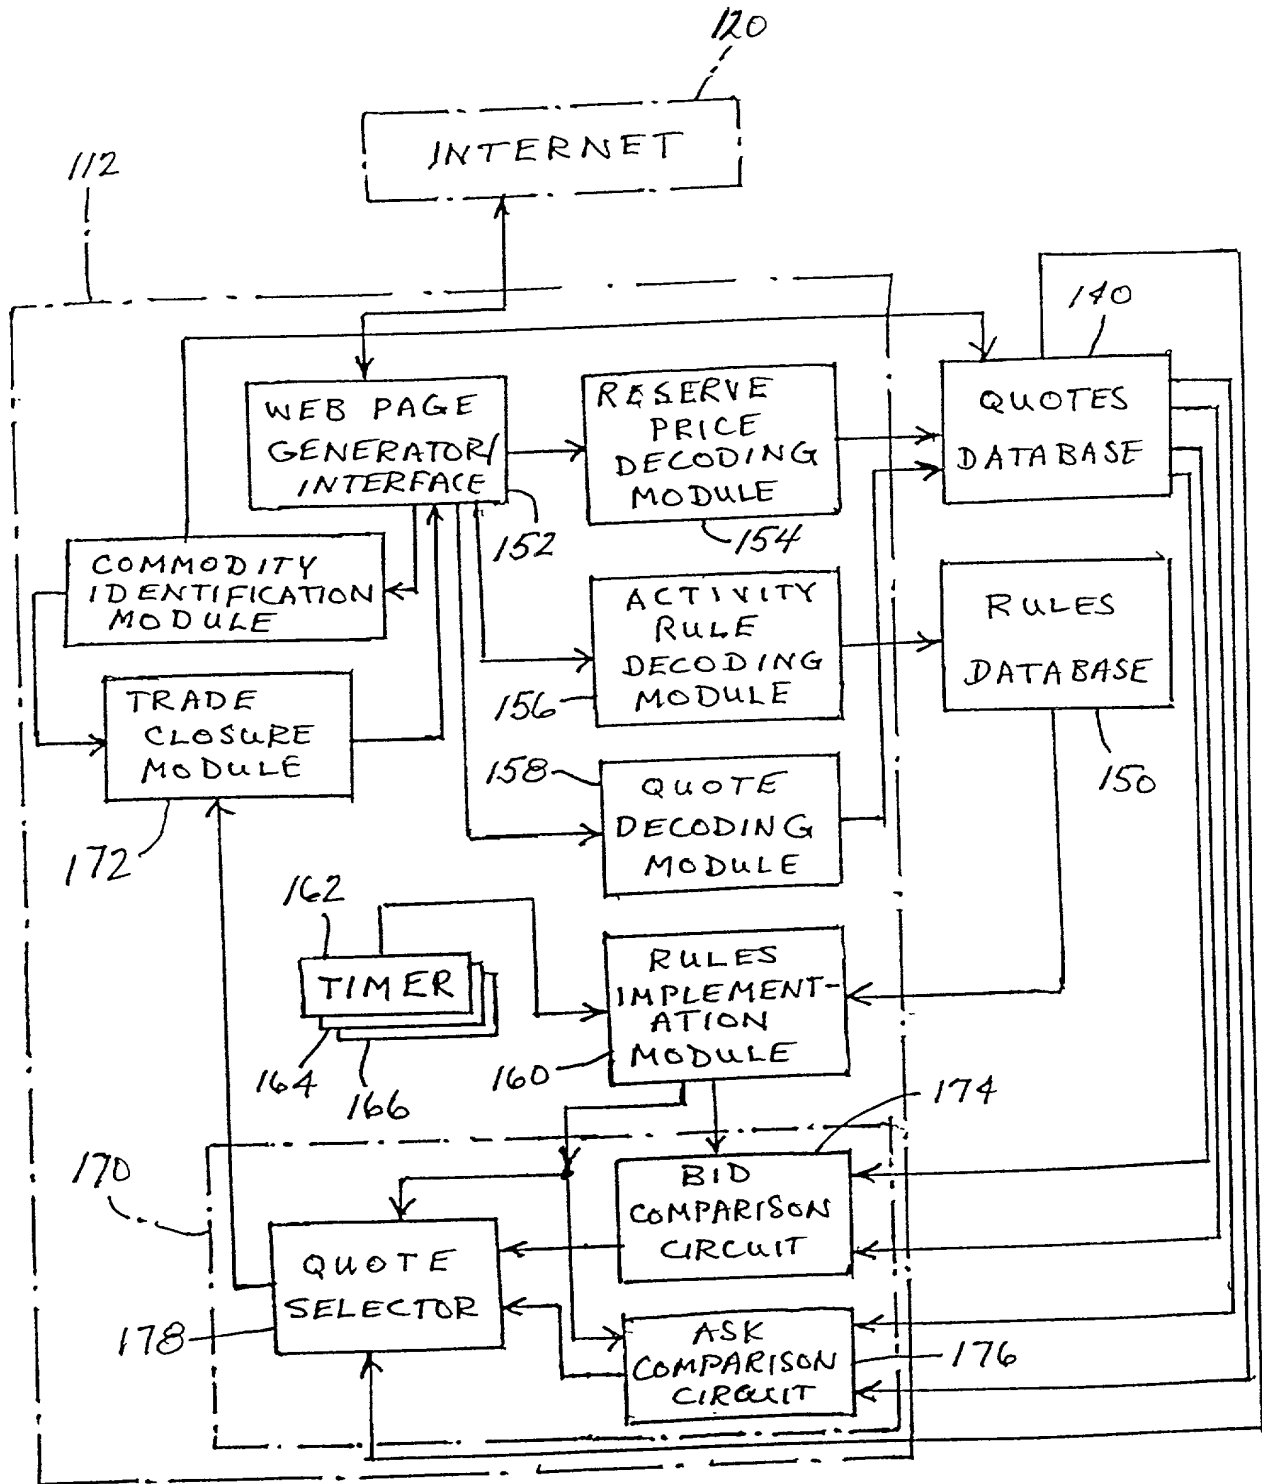 120
INTERNET
112
140
WEB PAGE
GENERATOR/
INTERFACE
152
RESERVE
PRICE
DECODING
MODULE
154
QUOTES
DATABASE
COMMODITY
IDENTIFICATION
MODULE
ACTIVITY
RULE
DECODING
MODULE
156
RULES
DATABASE
150
TRADE
CLOSURE
MODULE
172
158
QUOTE
DECODING
MODULE
162
TIMER
164
166
RULES
IMPLEMENT-
ATION
MODULE
160
174
170
BID
COMPARISON
CIRCUIT
QUOTE
SELECTOR
178
ASK
COMPARISON
CIRCUIT
176